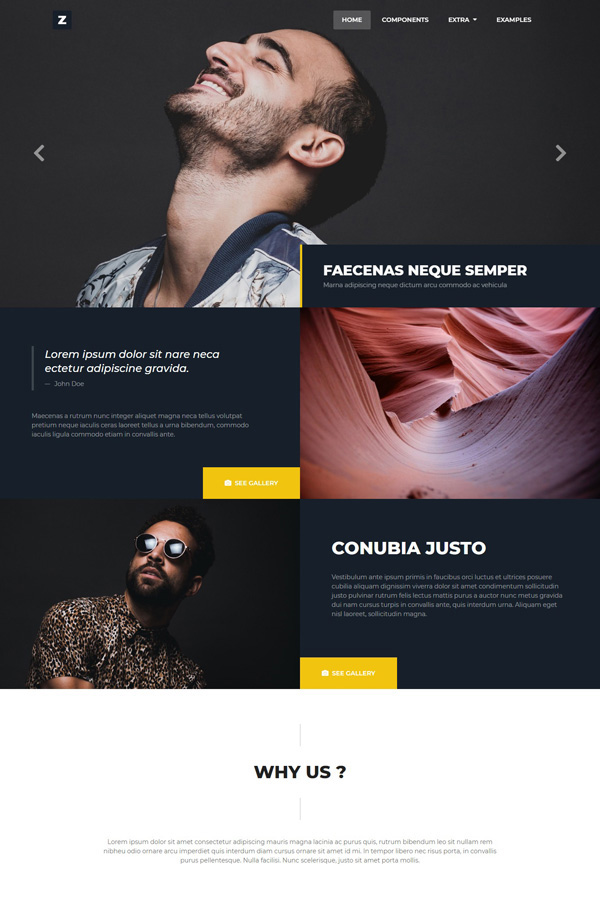 Z
HOME COMPONENTS EXTRA EXAMPLES
FAECENAS NEQUE SEMPER
Marna adipiscing neque dictum arcu commodo ac vehicula
Lorem ipsum dolor sit nare neca
ectetur adipiscine gravida.
— John Doe
Maecenas a rutrum nunc integer aliquet magna neca tellus volutpat
pretium neque iaculis ceras laoreet tellus a urna bibendum, commodo
iaculis ligula commodo etiam in convallis ante.
SEE GALLERY
CONUBIA JUSTO
Vestibulum ante ipsum primis in faucibus orci luctus et ultrices posuere
cubilia aliquam dignissim viverra dolor sit amet condimentum sollicitudin
justo pulvinar rutrum felis lectus mattis purus a auctor nunc metus gravida
dui nam cursus turpis in convallis ante, quis interdum urna. Aliquam eget
nisl laoreet, sollicitudin magna.
SEE GALLERY
WHY US ?
Lorem ipsum dolor sit amet consectetur adipiscing mauris magna lacinia ac purus quis, rutrum bibendum leo sit nullam rem
nibheu odio ornare arcu imperdiet quis interdum diam cursus ornare sit amet id mi. In tempor libero nec risus porta, in convallis
purus pellentesque. Nulla facilisi. Nunc scelerisque, justo sit amet porta mollis.